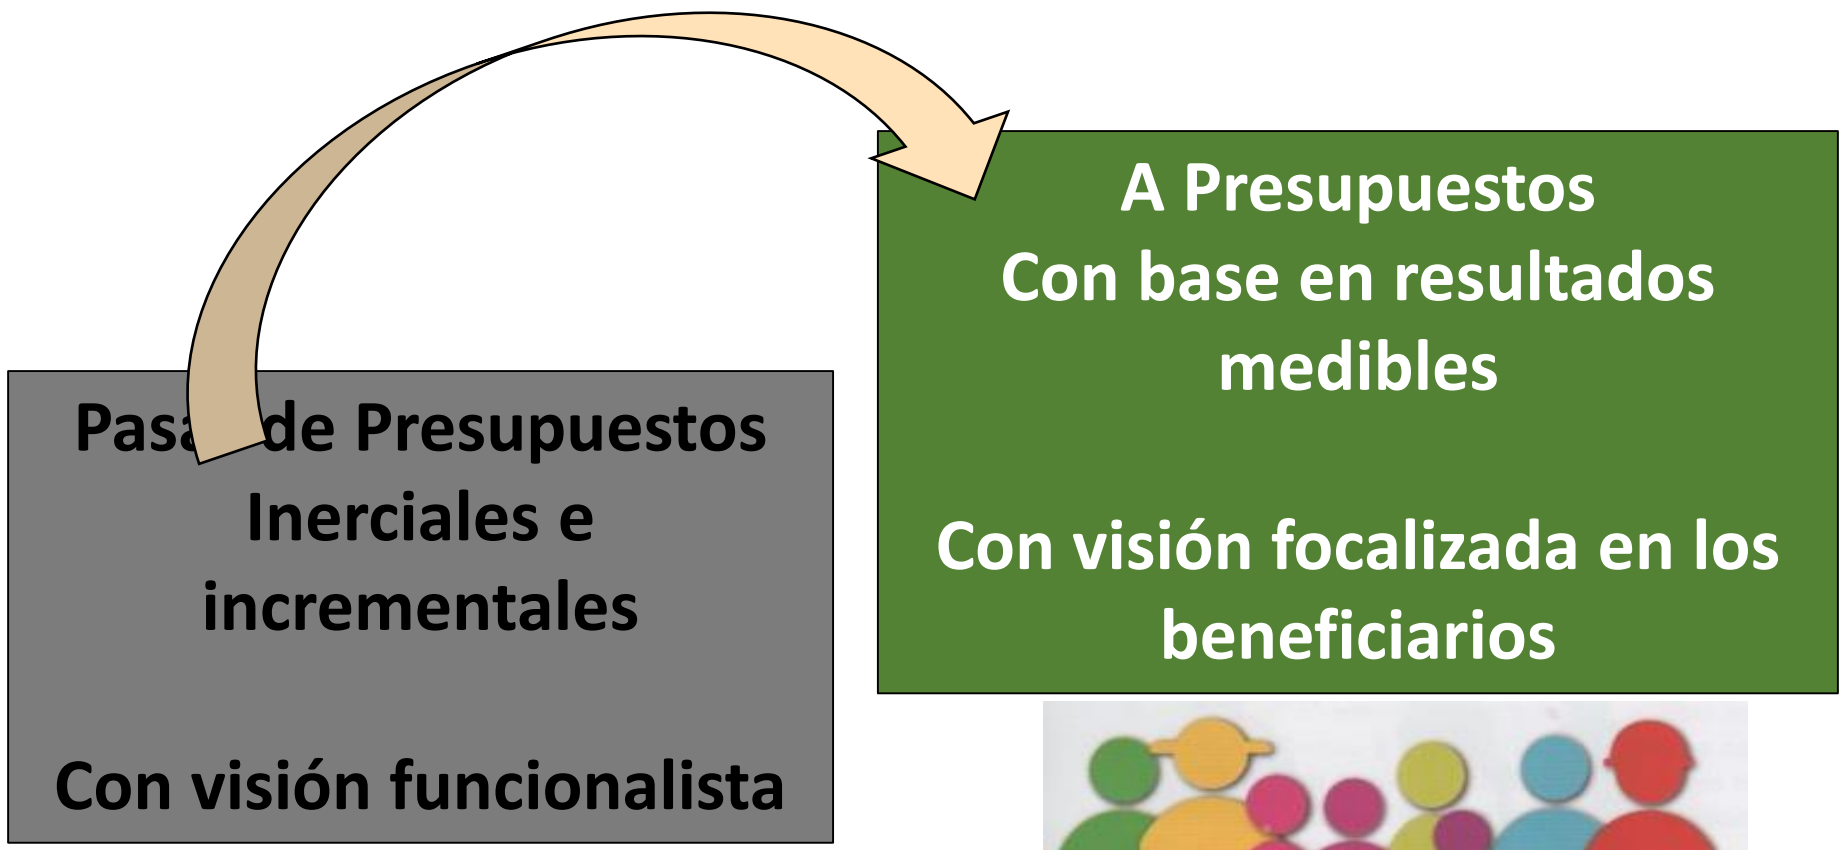 Pasar de Presupuestos
Inerciales e
incrementales
Con visión funcionalista
A Presupuestos
Con base en resultados
medibles
Con visión focalizada en los
beneficiarios